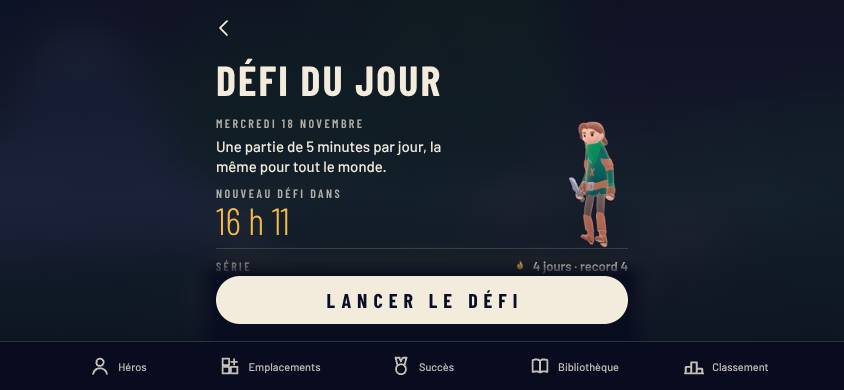 DÉFI DU JOUR
MERCREDI 18 NOVEMBRE
Une partie de 5 minutes par jour, la
même pour tout le monde.
NOUVEAU DÉFI DANS
16 h 11
SÉRIE 4 jours · record 4
LANCER LE DÉFI
Héros Emplacements Succès Bibliothèque Classement